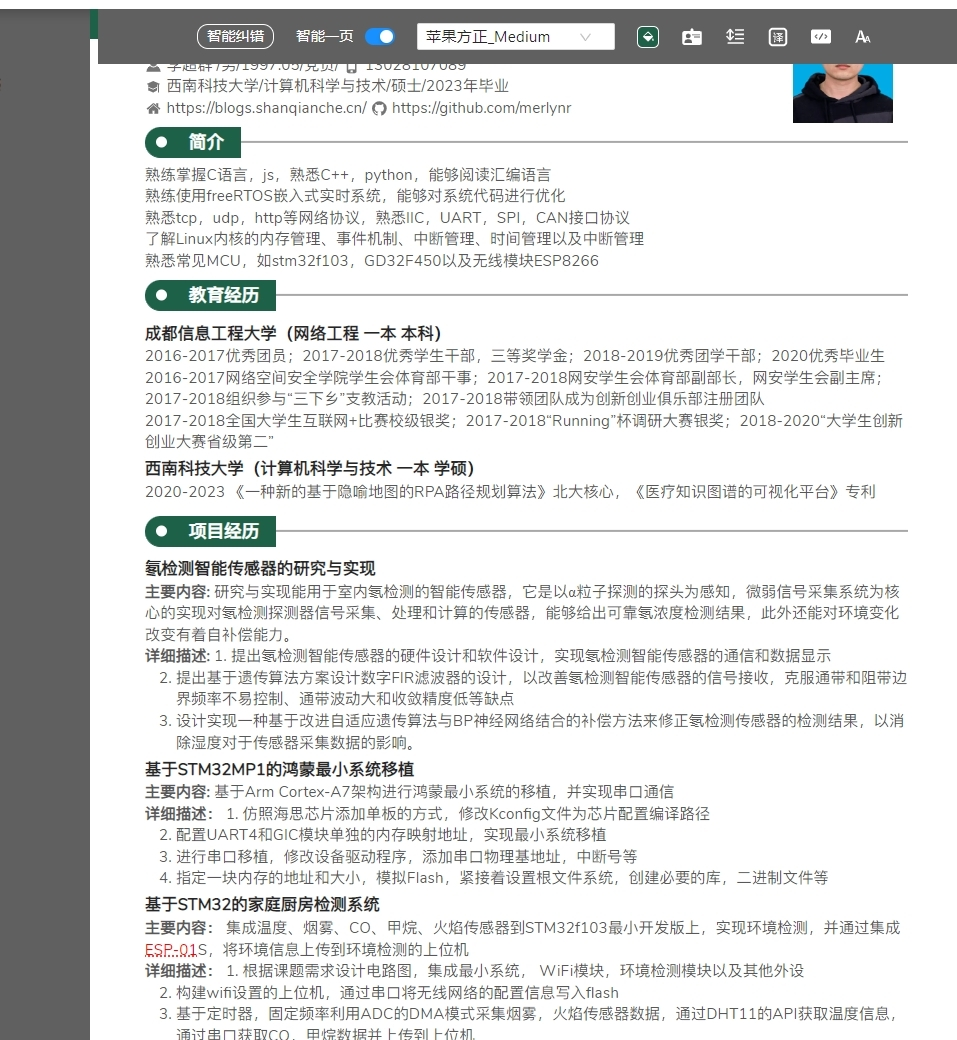 智能纠错 智能一页 苹果方正_Medium 译 </> AA
李超群 /男/1997.05/党员/ 13028107089
西南科技大学/计算机科学与技术/硕士/2023年毕业
https://blogs.shanqianche.cn/ https://github.com/merlynr
简介
熟练掌握C语言，js，熟悉C++，python，能够阅读汇编语言
熟练使用freeRTOS嵌入式实时系统，能够对系统代码进行优化
熟悉tcp，udp，http等网络协议，熟悉IIC，UART，SPI，CAN接口协议
了解Linux内核的内存管理、事件机制、中断管理、时间管理以及中断管理
熟悉常见MCU，如stm32f103，GD32F450以及无线模块ESP8266
教育经历
成都信息工程大学（网络工程 一本 本科）
2016-2017优秀团员；2017-2018优秀学生干部，三等奖学金；2018-2019优秀团学干部；2020优秀毕业生
2016-2017网络空间安全学院学生会体育部干事；2017-2018网安学生会体育部副部长，网安学生会副主席；
2017-2018组织参与“三下乡”支教活动；2017-2018带领团队成为创新创业俱乐部注册团队
2017-2018全国大学生互联网+比赛校级银奖；2017-2018“Running”杯调研大赛银奖；2018-2020“大学生创新
创业大赛省级第二”
西南科技大学（计算机科学与技术 一本 学硕）
2020-2023 《一种新的基于隐喻地图的RPA路径规划算法》北大核心，《医疗知识图谱的可视化平台》专利
项目经历
氡检测智能传感器的研究与实现
主要内容: 研究与实现能用于室内氡检测的智能传感器，它是以α粒子探测的探头为感知，微弱信号采集系统为核
心的实现对氡检测探测器信号采集、处理和计算的传感器，能够给出可靠氡浓度检测结果，此外还能对环境变化
改变有着自补偿能力。
详细描述: 1. 提出氡检测智能传感器的硬件设计和软件设计，实现氡检测智能传感器的通信和数据显示
2. 提出基于遗传算法方案设计数字FIR滤波器的设计，以改善氡检测智能传感器的信号接收，克服通带和阻带边
界频率不易控制、通带波动大和收敛精度低等缺点
3. 设计实现一种基于改进自适应遗传算法与BP神经网络结合的补偿方法来修正氡检测传感器的检测结果，以消
除湿度对于传感器采集数据的影响。
基于STM32MP1的鸿蒙最小系统移植
主要内容: 基于Arm Cortex-A7架构进行鸿蒙最小系统的移植，并实现串口通信
详细描述： 1. 仿照海思芯片添加单板的方式，修改Kconfig文件为芯片配置编译路径
2. 配置UART4和GIC模块单独的内存映射地址，实现最小系统移植
3. 进行串口移植，修改设备驱动程序，添加串口物理基地址，中断号等
4. 指定一块内存的地址和大小，模拟Flash，紧接着设置根文件系统，创建必要的库，二进制文件等
基于STM32的家庭厨房检测系统
主要内容： 集成温度、烟雾、CO、甲烷、火焰传感器到STM32f103最小开发版上，实现环境检测，并通过集成
ESP-01S，将环境信息上传到环境检测的上位机
详细描述： 1. 根据课题需求设计电路图，集成最小系统， WiFi模块，环境检测模块以及其他外设
2. 构建wifi设置的上位机，通过串口将无线网络的配置信息写入flash
3. 基于定时器，固定频率利用ADC的DMA模式采集烟雾，火焰传感器数据，通过DHT11的API获取温度信息，
通过串口获取CO，甲烷数据并上传到上位机